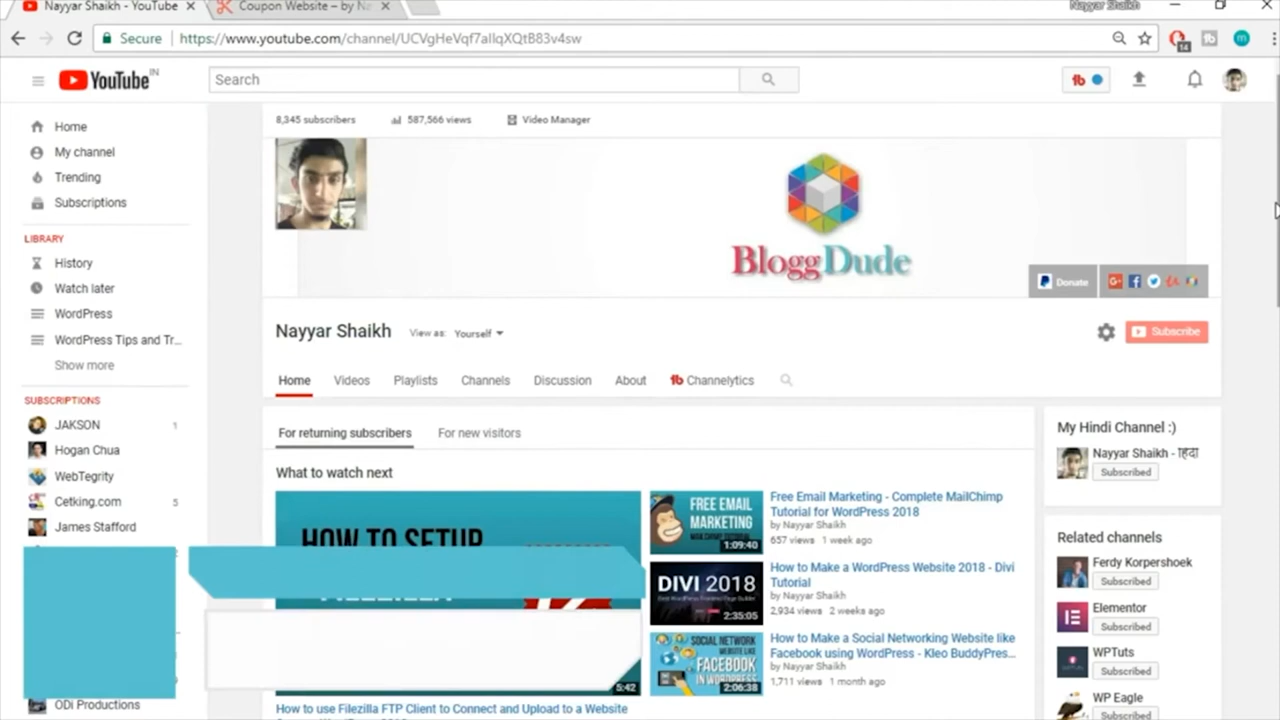 Nayyar Shaikh - YouTube
Coupon Website – by Na
Nayyar Shaikh
Secure
https://www.youtube.com/channel/UCVgHeVqf7aIlqXQtB83v4sw
14
YouTube IN
Search
Home
My channel
Trending
Subscriptions
LIBRARY
History
Watch later
WordPress
WordPress Tips and Tr...
Show more
SUBSCRIPTIONS
JAKSON 1
Hogan Chua
WebTegrity
Cetking.com 5
James Stafford
ODi Productions
8,345 subscribers
587,566 views
Video Manager
BloggDude
Donate
Nayyar Shaikh
View as: Yourself
Subscribe
Home
Videos
Playlists
Channels
Discussion
About
Channelytics
For returning subscribers
For new visitors
What to watch next
HOW TO SETUP
5:42
How to use Filezilla FTP Client to Connect and Upload to a Website
FREE EMAIL
MARKETING
1:09:40
Free Email Marketing - Complete MailChimp
Tutorial for WordPress 2018
by Nayyar Shaikh
657 views 1 week ago
DIVI 2018
2:35:05
How to Make a WordPress Website 2018 - Divi
Tutorial
by Nayyar Shaikh
2,934 views 2 weeks ago
SOCIAL NETWORK
WEBSITE LIKE
FACEBOOK
IN WORDPRESS
2:06:38
How to Make a Social Networking Website like
Facebook using WordPress - Kleo BuddyPres...
by Nayyar Shaikh
1,711 views 1 month ago
My Hindi Channel :)
Nayyar Shaikh - हिंदी
Subscribed
Related channels
Ferdy Korpershoek
Subscribed
Elementor
Subscribed
WPTuts
Subscribed
WP Eagle
Subscribed